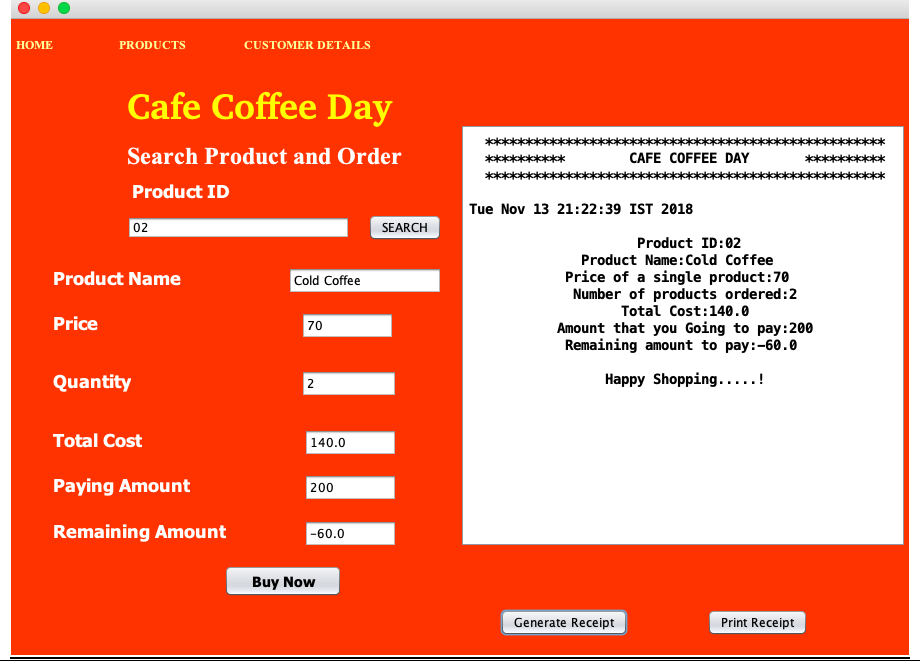 HOME PRODUCTS CUSTOMER DETAILS
Cafe Coffee Day
Search Product and Order
Product ID
02 SEARCH
Product Name Cold Coffee
Price 70
Quantity 2
Total Cost 140.0
Paying Amount 200
Remaining Amount -60.0
Buy Now
**************************************************
********** CAFE COFFEE DAY **********
**************************************************
Tue Nov 13 21:22:39 IST 2018
Product ID:02
Product Name:Cold Coffee
Price of a single product:70
Number of products ordered:2
Total Cost:140.0
Amount that you Going to pay:200
Remaining amount to pay:-60.0
Happy Shopping.....!
Generate Receipt Print Receipt